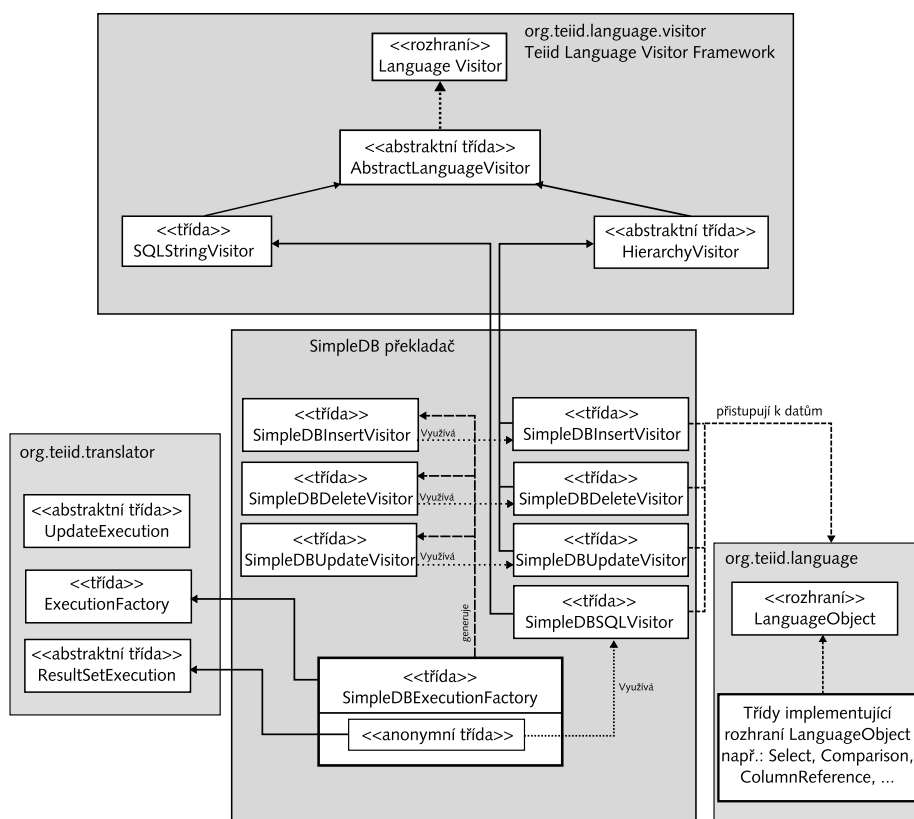 org.teiid.language.visitor
Teiid Language Visitor Framework
<<rozhraní>>
Language Visitor
<<abstraktní třída>>
AbstractLanguageVisitor
<<třída>>
SQLStringVisitor
<<abstraktní třída>>
HierarchyVisitor
SimpleDB překladač
<<třída>>
SimpleDBInsertVisitor
Využívá
<<třída>>
SimpleDBInsertVisitor
přistupují k datům
<<třída>>
SimpleDBDeleteVisitor
Využívá
<<třída>>
SimpleDBDeleteVisitor
<<třída>>
SimpleDBUpdateVisitor
Využívá
<<třída>>
SimpleDBUpdateVisitor
<<třída>>
SimpleDBSQLVisitor
generuje
Využívá
<<třída>>
SimpleDBExecutionFactory
<<anonymní třída>>
org.teiid.translator
<<abstraktní třída>>
UpdateExecution
<<třída>>
ExecutionFactory
<<abstraktní třída>>
ResultSetExecution
org.teiid.language
<<rozhraní>>
LanguageObject
Třídy implementující
rozhraní LanguageObject
např.: Select, Comparison,
ColumnReference, ...